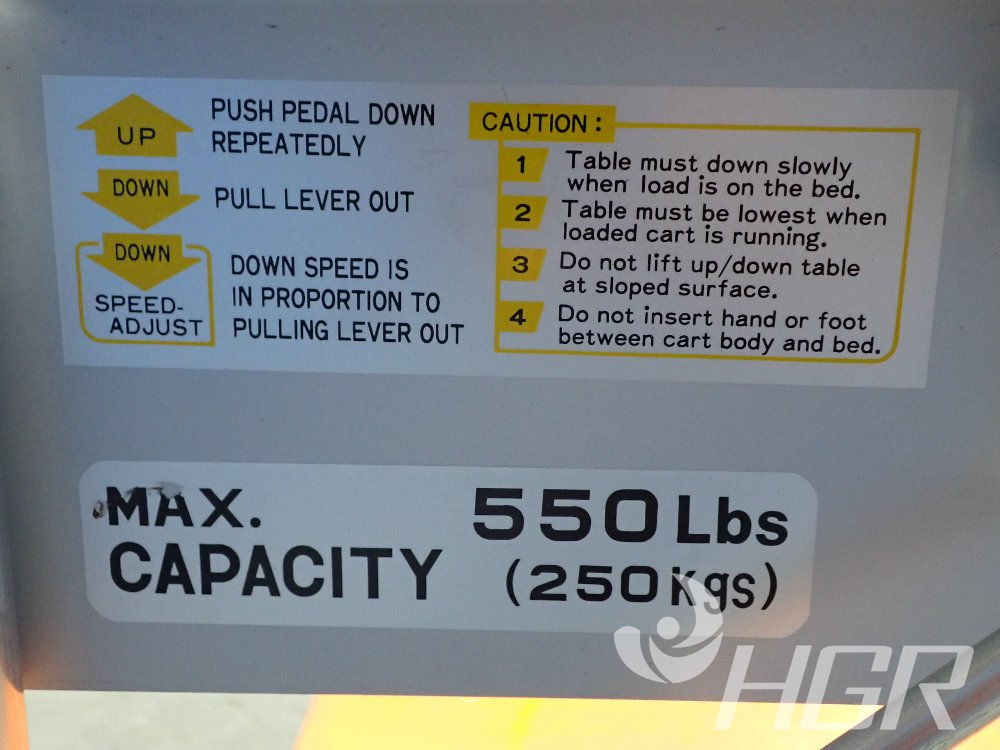 UP
PUSH PEDAL DOWN
REPEATEDLY
DOWN
PULL LEVER OUT
DOWN
SPEED-
ADJUST
DOWN SPEED IS
IN PROPORTION TO
PULLING LEVER OUT
CAUTION:
1 Table must down slowly
when load is on the bed.
2 Table must be lowest when
loaded cart is running.
3 Do not lift up/down table
at sloped surface.
4 Do not insert hand or foot
between cart body and bed.
MAX.
CAPACITY
550 Lbs
(250 Kgs)
HGR